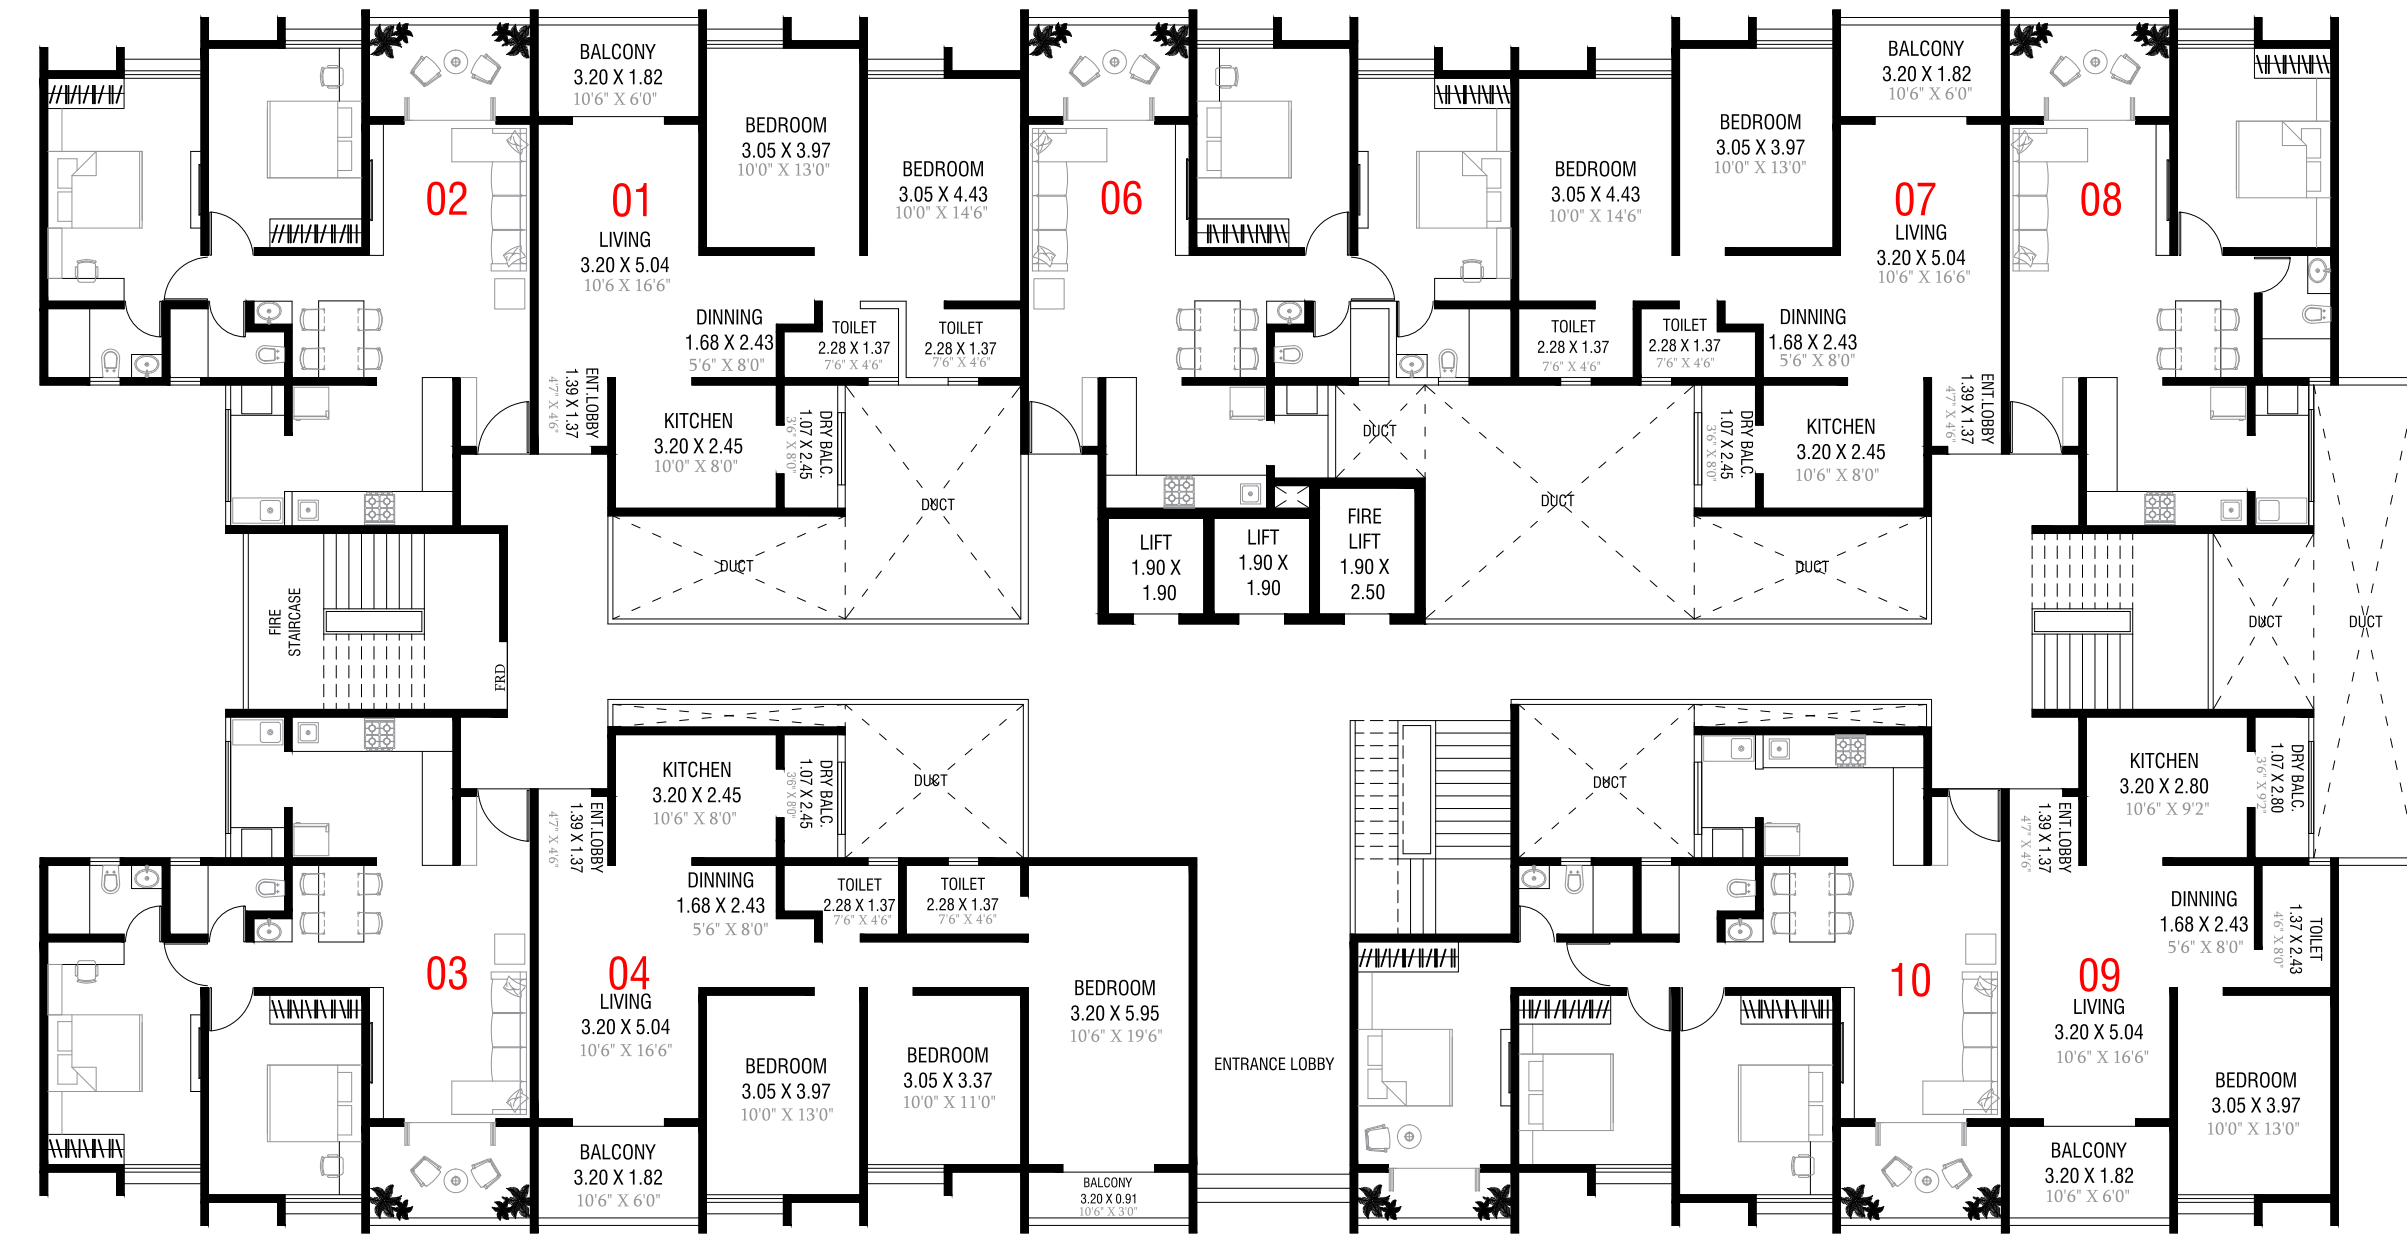 02
01
BALCONY
3.20 X 1.82
10'6" X 6'0"
LIVING
3.20 X 5.04
10'6 X 16'6"
BEDROOM
3.05 X 3.97
10'0" X 13'0"
BEDROOM
3.05 X 4.43
10'0" X 14'6"
DINNING
1.68 X 2.43
5'6" X 8'0"
TOILET
2.28 X 1.37
7'6" X 4'6"
TOILET
2.28 X 1.37
7'6" X 4'6"
ENT.LOBBY
1.39 X 1.37
4'7" X 4'6"
KITCHEN
3.20 X 2.45
10'0" X 8'0"
DRY BALC.
1.07 X 2.45
3'6" X 8'0"
DUCT
DUCT
06
DUCT
DUCT
DUCT
LIFT
1.90 X
1.90
LIFT
1.90 X
1.90
FIRE
LIFT
1.90 X
2.50
BEDROOM
3.05 X 4.43
10'0" X 14'6"
BEDROOM
3.05 X 3.97
10'0" X 13'0"
BALCONY
3.20 X 1.82
10'6" X 6'0"
07
LIVING
3.20 X 5.04
10'6" X 16'6"
DINNING
1.68 X 2.43
5'6" X 8'0"
TOILET
2.28 X 1.37
7'6" X 4'6"
TOILET
2.28 X 1.37
7'6" X 4'6"
DRY BALC.
1.07 X 2.45
3'6" X 8'0"
KITCHEN
3.20 X 2.45
10'6" X 8'0"
ENT.LOBBY
1.39 X 1.37
4'7" X 4'6"
08
FIRE
STAIRCASE
FRD
DUCT
DUCT
03
04
KITCHEN
3.20 X 2.45
10'6" X 8'0"
DRY BALC.
1.07 X 2.45
3'6" X 8'0"
ENT.LOBBY
1.39 X 1.37
4'7" X 4'6"
DUCT
DINNING
1.68 X 2.43
5'6" X 8'0"
TOILET
2.28 X 1.37
7'6" X 4'6"
TOILET
2.28 X 1.37
7'6" X 4'6"
LIVING
3.20 X 5.04
10'6" X 16'6"
BEDROOM
3.05 X 3.97
10'0" X 13'0"
BEDROOM
3.05 X 3.37
10'0" X 11'0"
BEDROOM
3.20 X 5.95
10'6" X 19'6"
BALCONY
3.20 X 1.82
10'6" X 6'0"
BALCONY
3.20 X 0.91
10'6" X 3'0"
ENTRANCE LOBBY
DUCT
10
09
KITCHEN
3.20 X 2.80
10'6" X 9'2"
DRY BALC.
1.07 X 2.80
3'6" X 9'2"
ENT.LOBBY
1.39 X 1.37
4'7" X 4'6"
DINNING
1.68 X 2.43
5'6" X 8'0"
TOILET
1.37 X 2.43
4'6" X 8'0"
LIVING
3.20 X 5.04
10'6" X 16'6"
BEDROOM
3.05 X 3.97
10'0" X 13'0"
BALCONY
3.20 X 1.82
10'6" X 6'0"